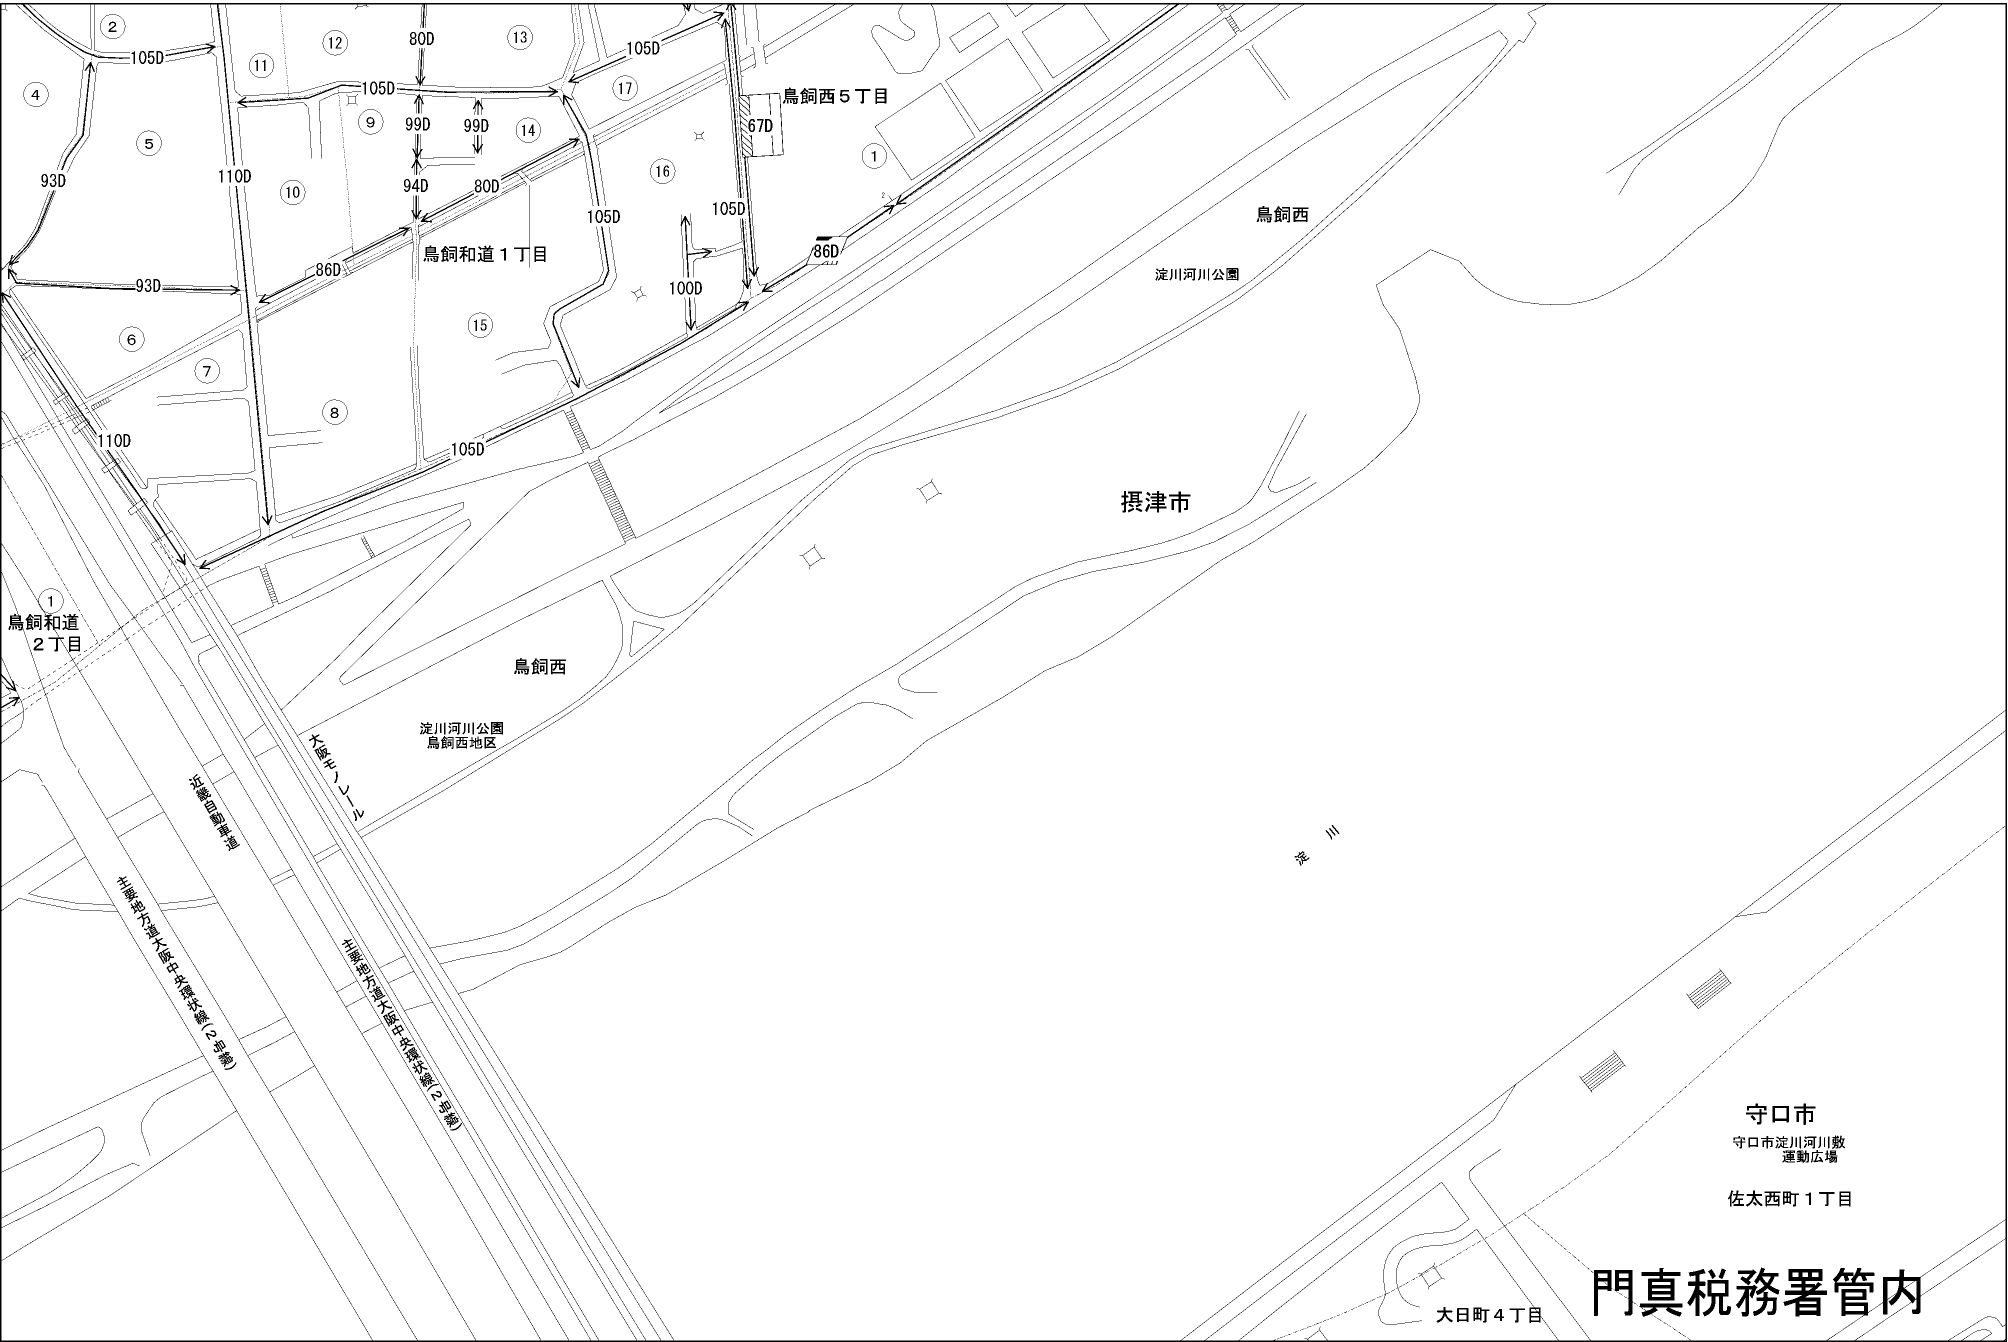 ②
⑫
80D
⑬
105D
105D
⑪
④
105D
⑰
鳥飼西５丁目
⑨
99D
99D
⑭
67D
⑤
①
93D
110D
94D
80D
⑯
⑩
105D
105D
2
鳥飼西
鳥飼和道１丁目
86D
86D
淀川河川公園
93D
100D
⑥
⑮
⑦
⑧
110D
105D
摂津市
①
鳥飼和道
２丁目
鳥飼西
淀川河川公園
鳥飼西地区
大阪モノレール
近畿自動車道
淀川
主要地方道大阪中央環状線(２号線)
主要地方道大阪中央環状線(２号線)
守口市
守口市淀川河川敷
運動広場
佐太西町１丁目
門真税務署管内
大日町４丁目